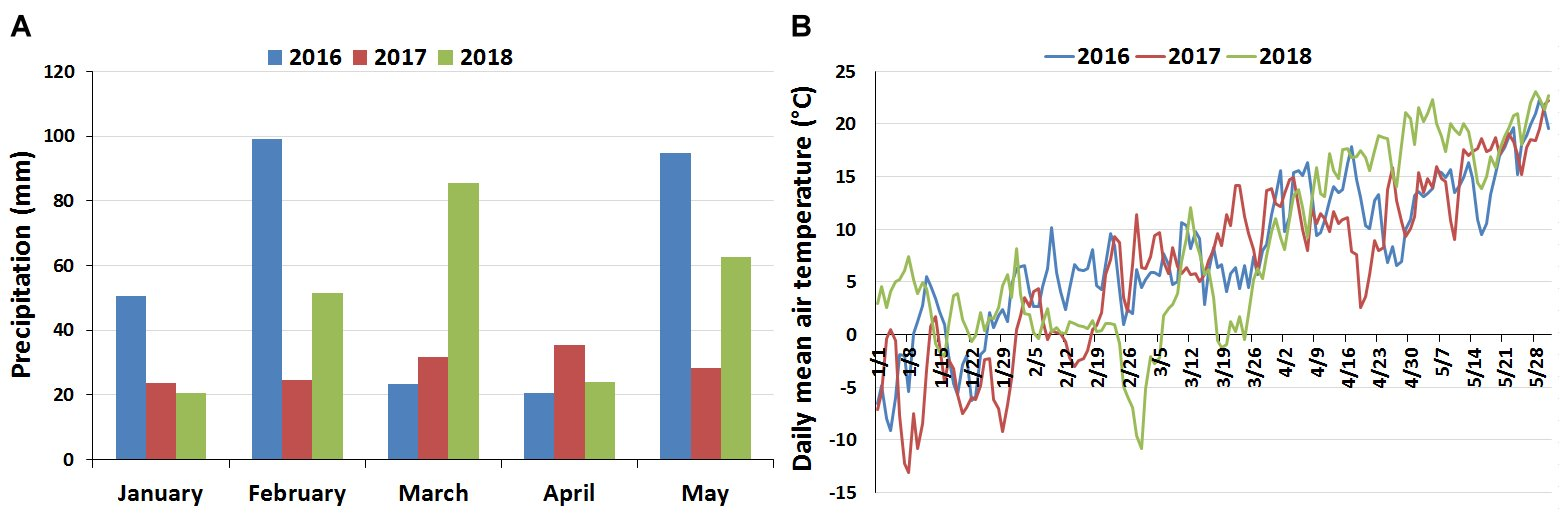 A
2016 2017 2018
Precipitation (mm)
120
100
80
60
40
20
0
January February March April May
B
2016 2017 2018
Daily mean air temperature (°C)
25
20
15
10
5
0
-5
-10
-15
1/1 1/8 1/15 1/22 1/29 2/5 2/12 2/19 2/26 3/5 3/12 3/19 3/26 4/2 4/9 4/16 4/23 4/30 5/7 5/14 5/21 5/28